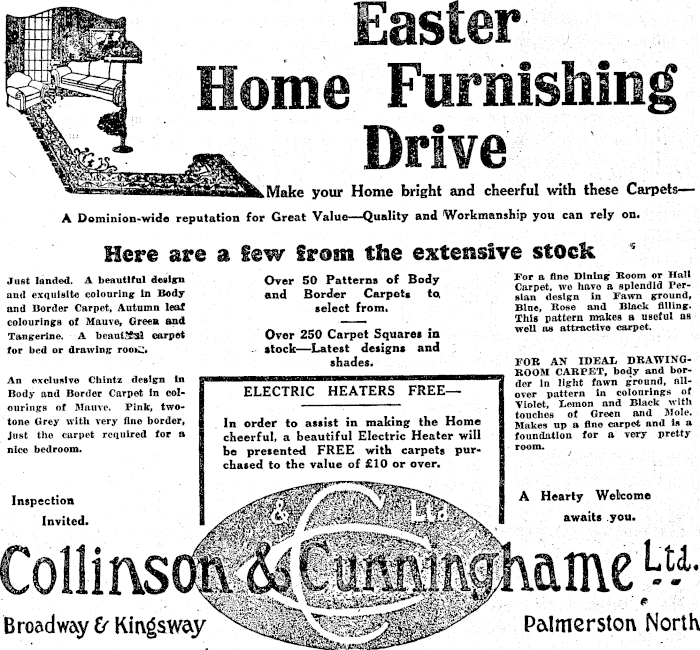 Easter
Home Furnishing
Drive
Make your Home bright and cheerful with these Carpets—
A Dominion-wide reputation for Great Value—Quality and Workmanship you can rely on.
Here are a few from the extensive stock
Just landed. A beautiful design
and exquisite colouring in Body
and Border Carpet, Autumn leaf
colourings of Mauve, Green and
Tangerine. A beautiful carpet
for bed or drawing room.
An exclusive Chintz design in
Body and Border Carpet in col-
ourings of Mauve. Pink, two-
tone Grey with very fine border,
just the carpet required for a
nice bedroom.
Over 50 Patterns of Body
and Border Carpets to
select from.
Over 250 Carpet Squares in
stock—Latest designs and
shades.
For a fine Dining Room or Hall
Carpet, we have a splendid Per-
sian design in Fawn ground,
Blue, Rose and Black filling.
This pattern makes a useful as
well as attractive carpet.
FOR AN IDEAL DRAWING-
ROOM CARPET, body and bor-
der in light fawn ground, all-
over pattern in colourings of
Violet, Lemon and Black with
touches of Green and Mole.
Makes up a fine carpet and is a
foundation for a very pretty
room.
ELECTRIC HEATERS FREE—
In order to assist in making the Home
cheerful, a beautiful Electric Heater will
be presented FREE with carpets pur-
chased to the value of £10 or over.
Inspection
Invited.
A Hearty Welcome
awaits you.
& Ltd
C C
Collinson & Cunninghame Ltd.
Broadway & Kingsway
Palmerston North